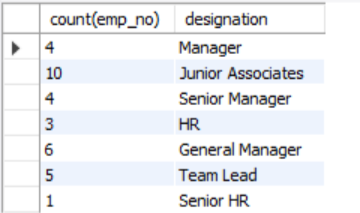 count(emp_no) designation
4 Manager
10 Junior Associates
4 Senior Manager
3 HR
6 General Manager
5 Team Lead
1 Senior HR